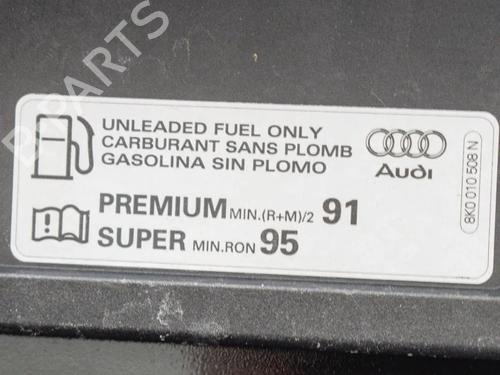 UNLEADED FUEL ONLY
CARBURANT SANS PLOMB
GASOLINA SIN PLOMO
Audi
PREMIUM MIN.(R+M)/2 91
SUPER MIN.RON 95
8K0 010 508 N
B-PARTS